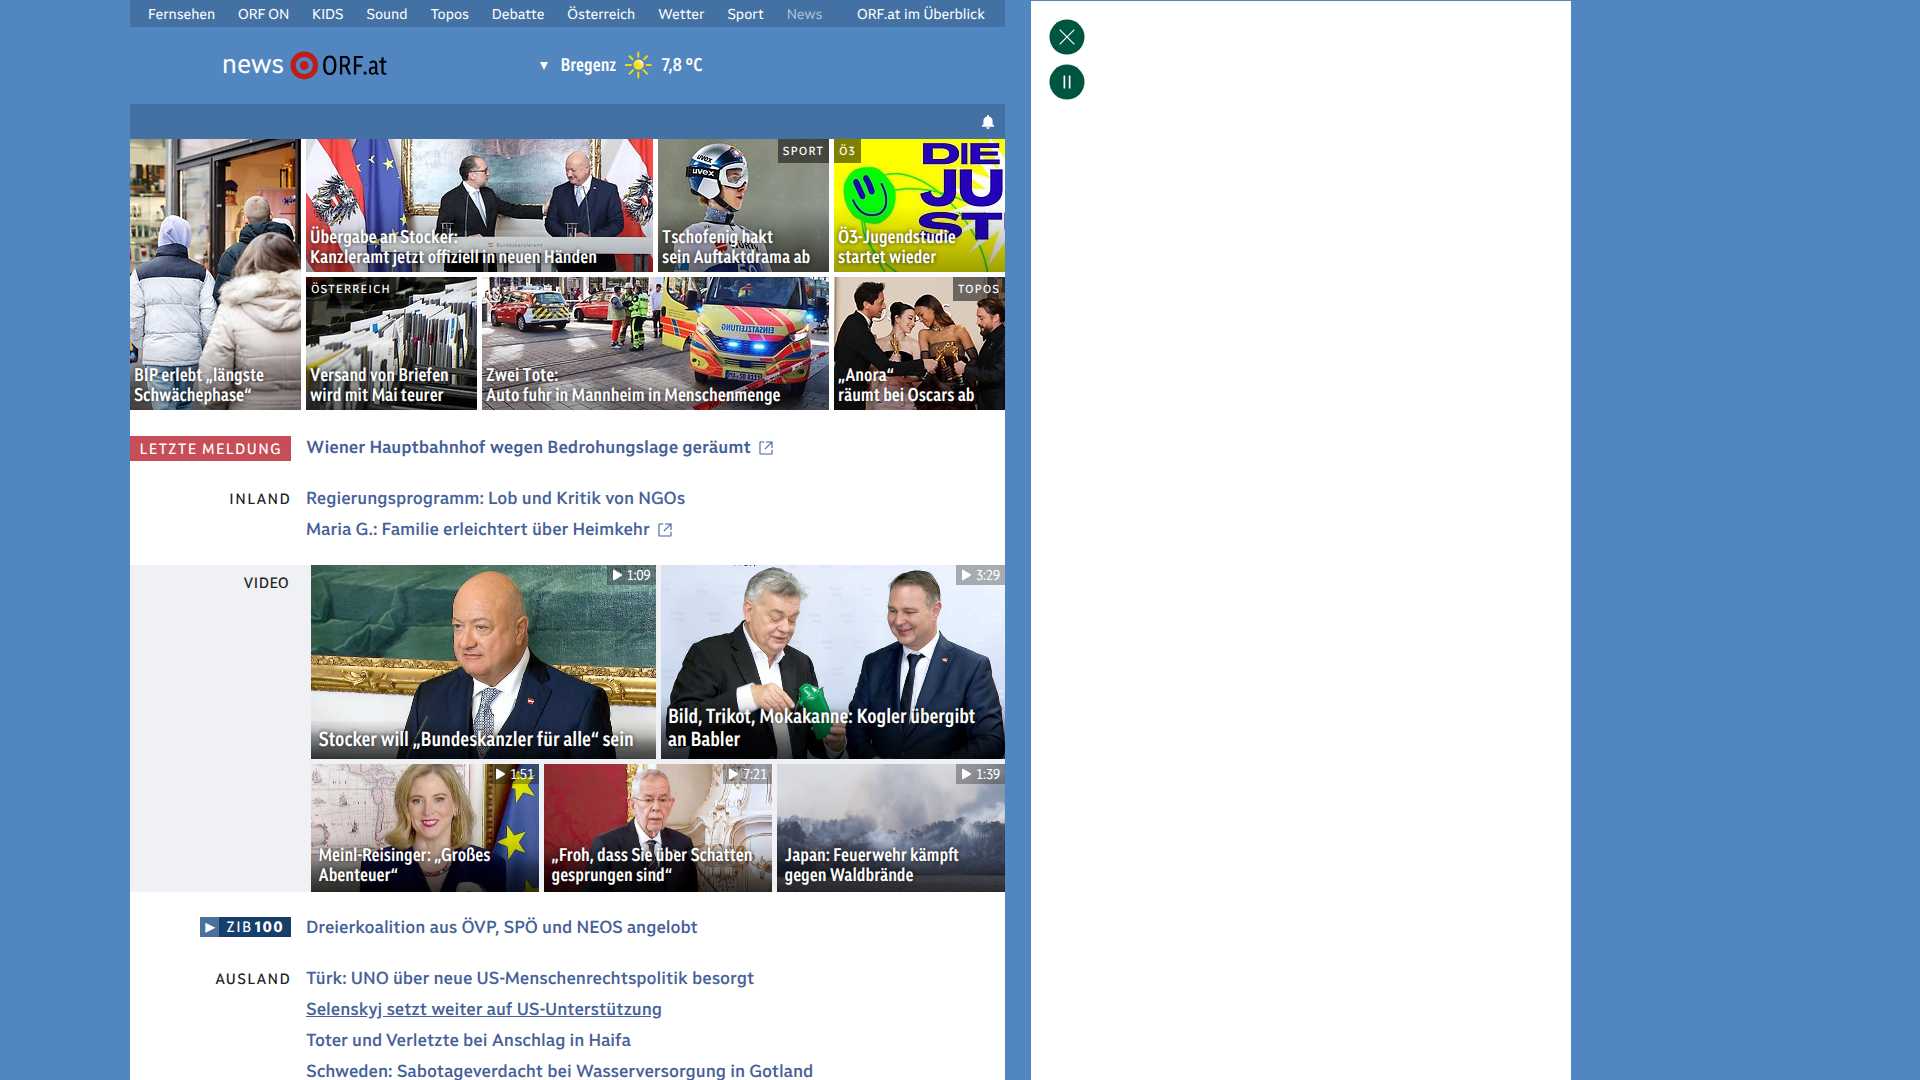 Fernsehen ORF ON KIDS Sound Topos Debatte Österreich Wetter Sport News ORF.at im Überblick
news ORF.at
▼ Bregenz 7,8 °C
BIP erlebt „längste
Schwächephase“
Übergabe an Stocker:
Kanzleramt jetzt offiziell in neuen Händen
SPORT
Tschofenig hakt
sein Auftaktdrama ab
Ö3
DIE
JU
ST
Ö3-Jugendstudie
startet wieder
ÖSTERREICH
Versand von Briefen
wird mit Mai teurer
Zwei Tote:
Auto fuhr in Mannheim in Menschenmenge
TOPOS
„Anora“
räumt bei Oscars ab
LETZTE MELDUNG
Wiener Hauptbahnhof wegen Bedrohungslage geräumt
INLAND
Regierungsprogramm: Lob und Kritik von NGOs
Maria G.: Familie erleichtert über Heimkehr
VIDEO
1:09
Stocker will „Bundeskanzler für alle“ sein
3:29
Bild, Trikot, Mokakanne: Kogler übergibt
an Babler
1:51
Meinl-Reisinger: „Großes
Abenteuer“
7:21
„Froh, dass Sie über Schatten
gesprungen sind“
1:39
Japan: Feuerwehr kämpft
gegen Waldbrände
ZIB 100
Dreierkoalition aus ÖVP, SPÖ und NEOS angelobt
AUSLAND
Türk: UNO über neue US-Menschenrechtspolitik besorgt
Selenskyj setzt weiter auf US-Unterstützung
Toter und Verletzte bei Anschlag in Haifa
Schweden: Sabotageverdacht bei Wasserversorgung in Gotland